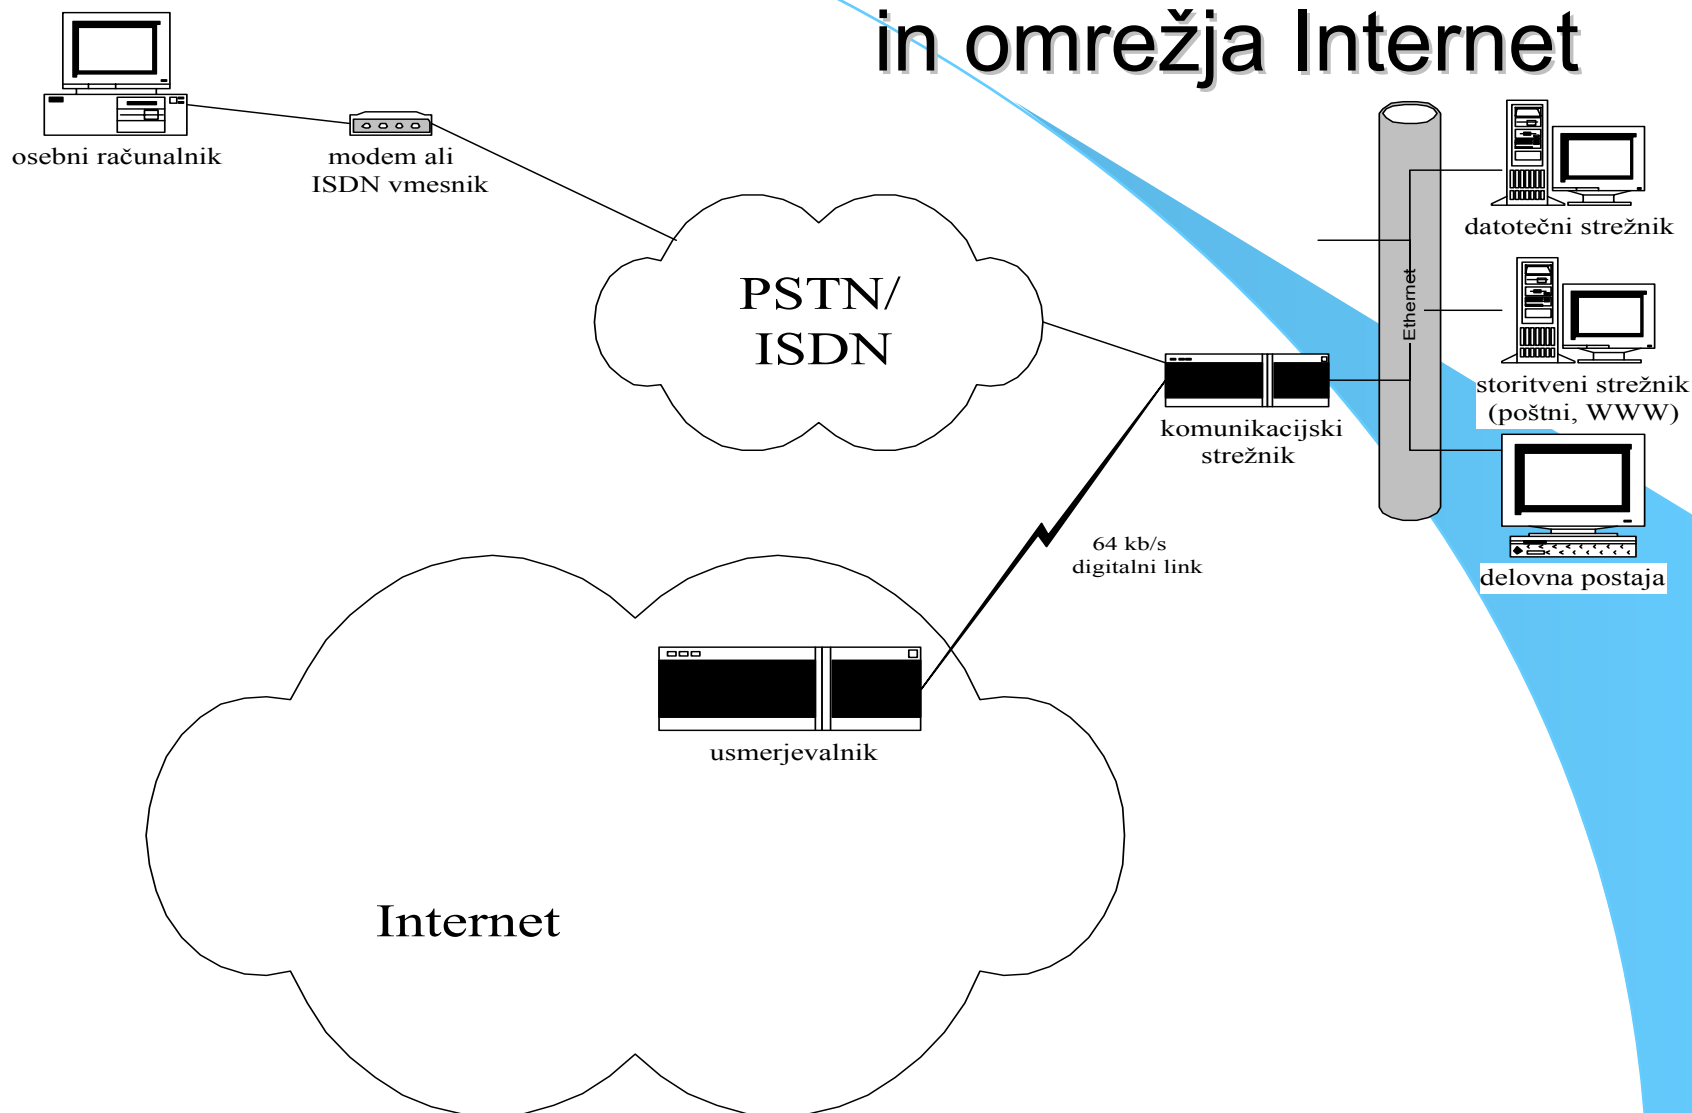 in omrežja Internet
osebni računalnik
modem ali
ISDN vmesnik
PSTN/
ISDN
Ethernet
datotečni strežnik
storitveni strežnik
(poštni, WWW)
komunikacijski
strežnik
64 kb/s
digitalni link
delovna postaja
usmerjevalnik
Internet